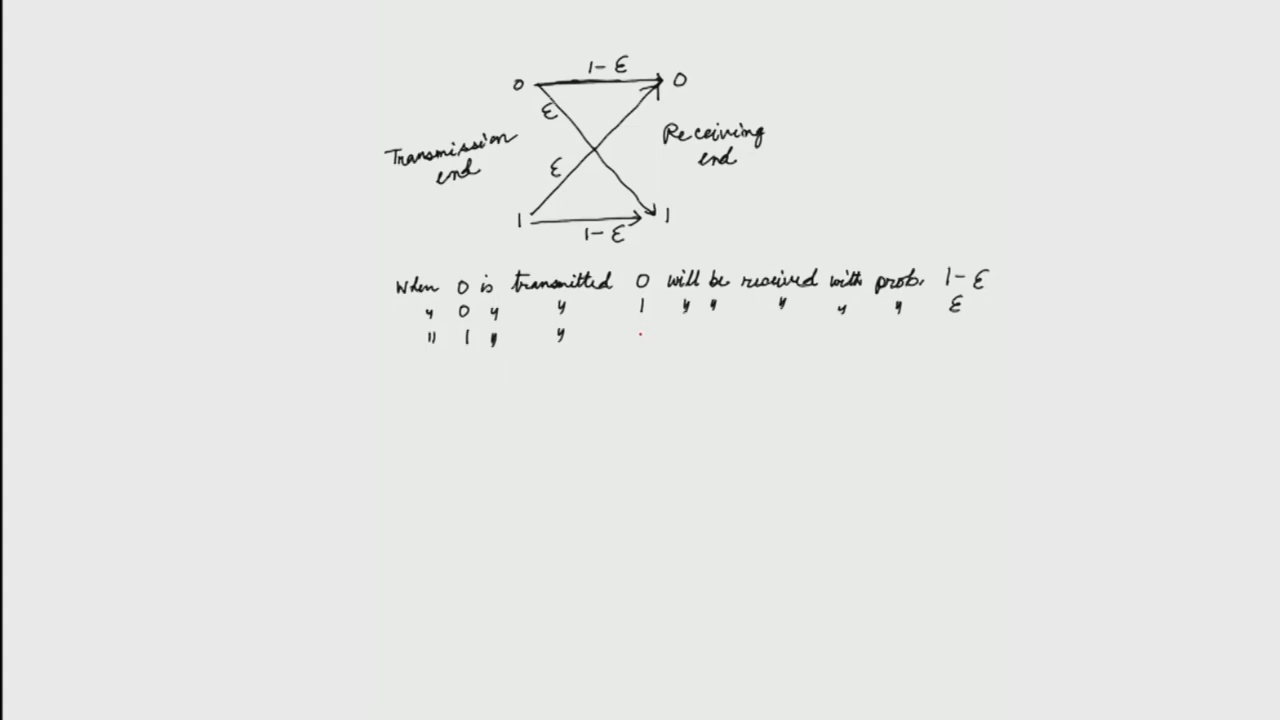 1-ε
0 0
ε
Transmission end
Receiving end
ε
1 1
1-ε
When 0 is transmitted 0 will be received with prob. 1-ε
" 0 " " 1 " " " " " ε
" 1 " "